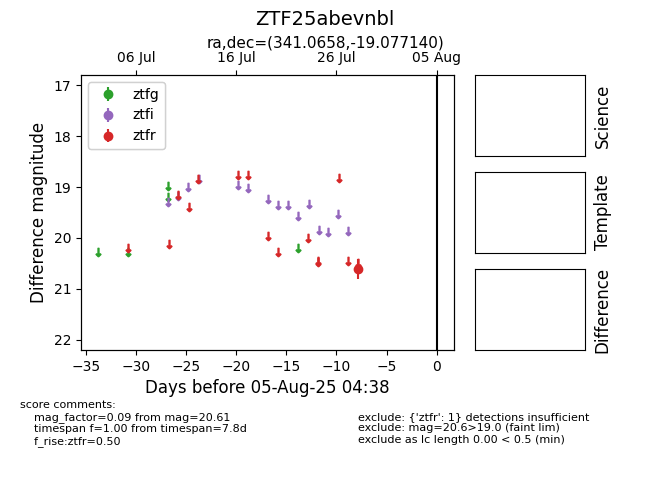 ZTF25abevnbl
ra,dec=(341.0658,-19.077140)
06 Jul 16 Jul 26 Jul 05 Aug
ztfg
ztfi
ztfr
17
18
19
20
21
22
Difference magnitude
−35 −30 −25 −20 −15 −10 −5 0
Days before 05-Aug-25 04:38
Science
Template
Difference
score comments:
mag_factor=0.09 from mag=20.61
timespan f=1.00 from timespan=7.8d
f_rise:ztfr=0.50
exclude: {'ztfr': 1} detections insufficient
exclude: mag=20.6>19.0 (faint lim)
exclude as lc length 0.00 < 0.5 (min)